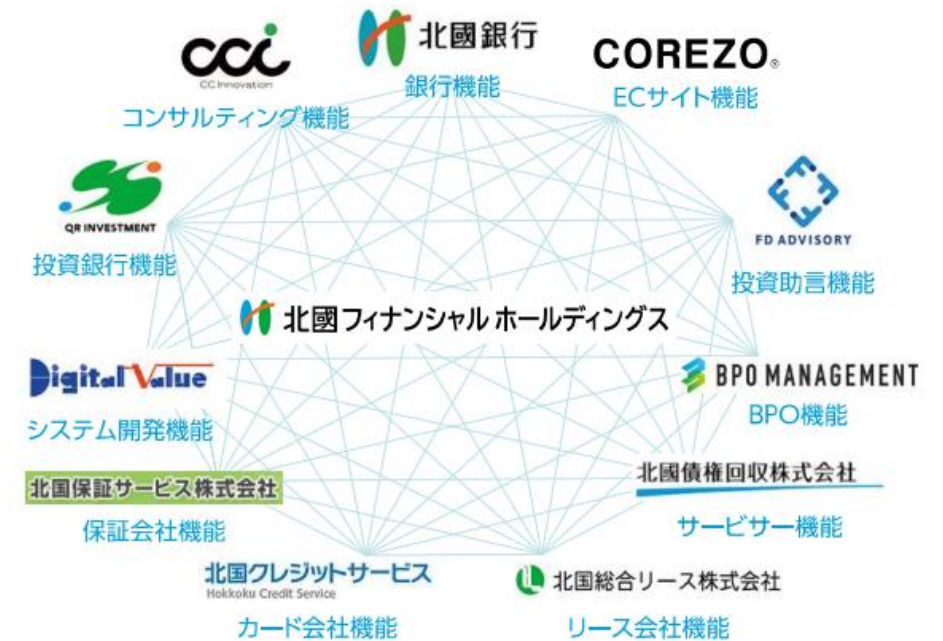 cci
CC Innovation
コンサルティング機能
北國銀行
銀行機能
COREZO®
ECサイト機能
QR INVESTMENT
投資銀行機能
FD ADVISORY
投資助言機能
北國フィナンシャルホールディングス
Digital Value
システム開発機能
BPO MANAGEMENT
BPO機能
北国保証サービス株式会社
保証会社機能
北國債権回収株式会社
サービサー機能
北国クレジットサービス
Hokkoku Credit Service
カード会社機能
北国総合リース株式会社
リース会社機能